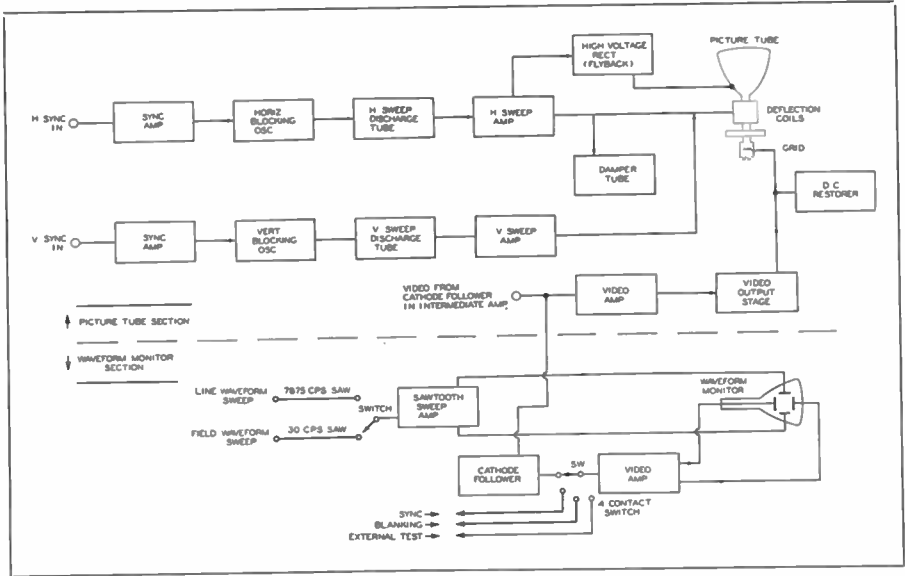 HIGH VOLTAGE
RECT
(FLYBACK)
PICTURE TUBE
H SYNC
IN
SYNC
AMP
HORIZ
BLOCKING
OSC
H SWEEP
DISCHARGE
TUBE
H SWEEP
AMP
DEFLECTION
COILS
GRID
DAMPER
TUBE
D C
RESTORER
V SYNC
IN
SYNC
AMP
VERT
BLOCKING
OSC
V SWEEP
DISCHARGE
TUBE
V SWEEP
AMP
VIDEO FROM
CATHODE FOLLOWER
IN INTERMEDIATE AMP.
VIDEO
AMP
VIDEO
OUTPUT
STAGE
PICTURE TUBE SECTION
WAVEFORM MONITOR
SECTION
LINE WAVEFORM
SWEEP
7875 CPS SAW
SWITCH
SAWTOOTH
SWEEP
AMP
WAVEFORM
MONITOR
FIELD WAVEFORM
SWEEP
30 CPS SAW
CATHODE
FOLLOWER
SW
VIDEO
AMP
4 CONTACT
SWITCH
SYNC
BLANKING
EXTERNAL TEST